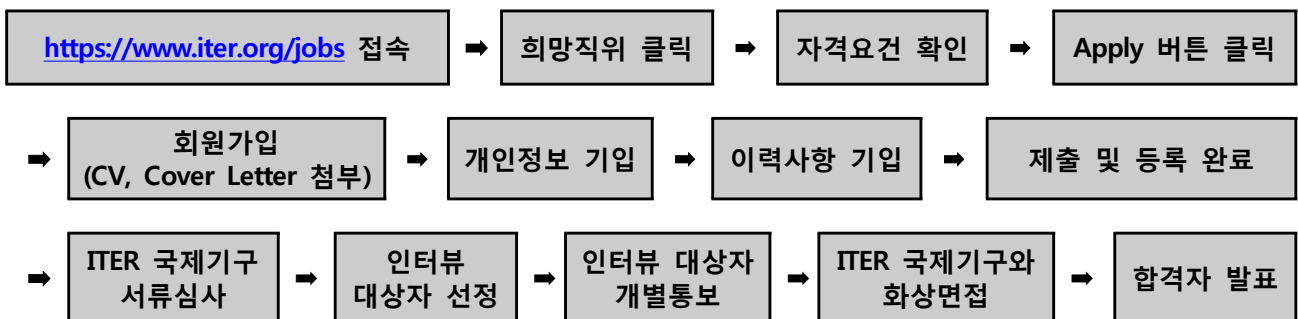 https://www.iter.org/jobs 접속 ➡ 희망직위 클릭 ➡ 자격요건 확인 ➡ Apply 버튼 클릭
➡ 회원가입
(CV, Cover Letter 첨부) ➡ 개인정보 기입 ➡ 이력사항 기입 ➡ 제출 및 등록 완료
➡ ITER 국제기구
서류심사 ➡ 인터뷰
대상자 선정 ➡ 인터뷰 대상자
개별통보 ➡ ITER 국제기구와
화상면접 ➡ 합격자 발표